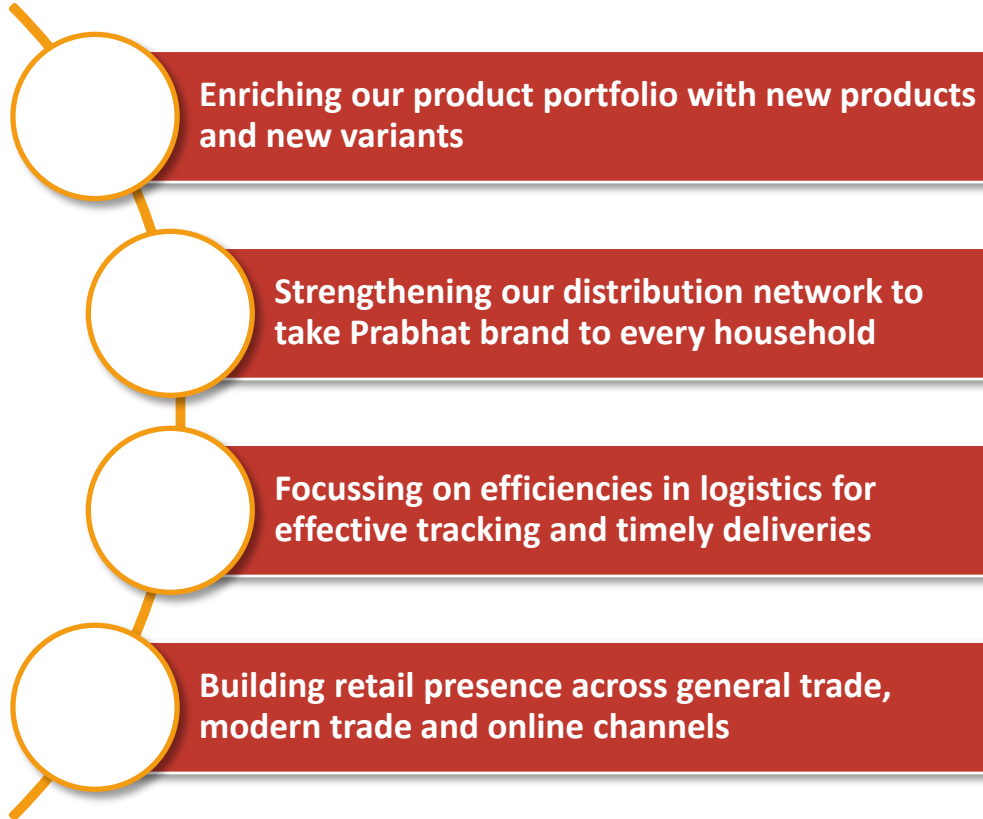 Enriching our product portfolio with new products
and new variants
Strengthening our distribution network to
take Prabhat brand to every household
Focussing on efficiencies in logistics for
effective tracking and timely deliveries
Building retail presence across general trade,
modern trade and online channels